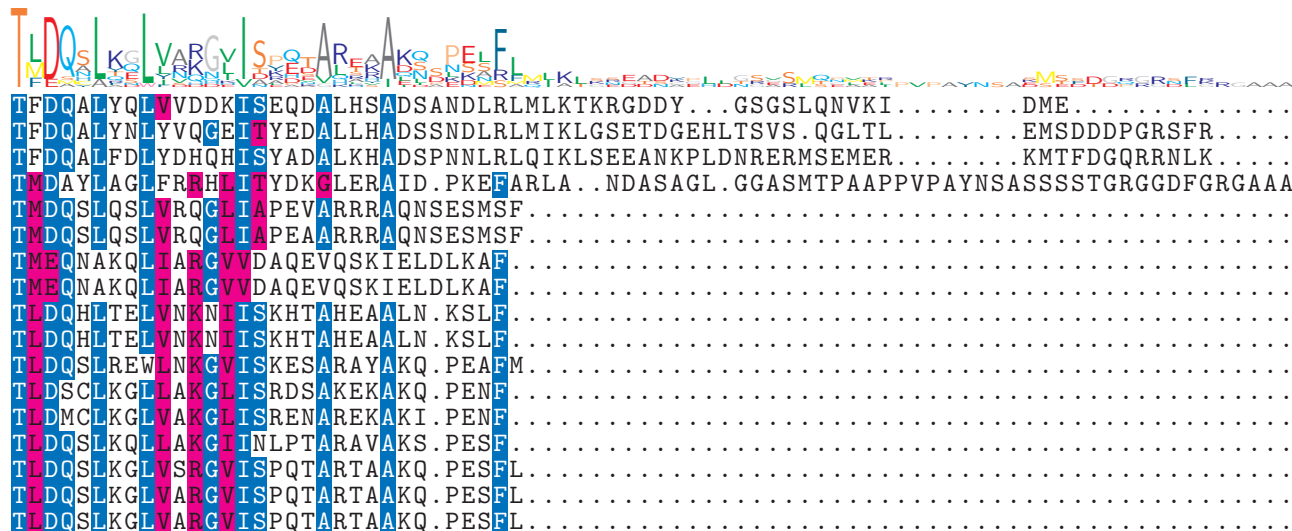 TFDQALYQLVVDDKISEQDALHSADSANDLRLMLKTKRGDDY...GSGSLQNVKI........DME..............
TFDQALYNLYVQGEITYEDALLHADSSNDLRLMIKLGSETDGEHLTSVS.QGLTL........EMSDDDPGRSFR.....
TFDQALFDLYDHQHISYADALKHADSPNNLRLQIKLSEEANKPLDNRERMSEMER........KMTFDGQRRNLK.....
TMDAYLAGLFRRHLITYDKGLERAID.PKEFARLA..NDASAGL.GGASMTPAAPPVPAYNSASSSSTGRGGDFGRGAAA
TMDQSLQSLVRQGLIAPEVARRRAQNSESMSF................................................
TMDQSLQSLVRQGLIAPEAARRRAQNSESMSF................................................
TMEQNAKQLIARGVVDAQEVQSKIELDLKAF.................................................
TMEQNAKQLIARGVVDAQEVQSKIELDLKAF.................................................
TLDQHLTELVNKNIISKHTAHEAALN.KSLF.................................................
TLDQHLTELVNKNIISKHTAHEAALN.KSLF.................................................
TLDQSLREWLNKGVISKESARAYAKQ.PEAFM................................................
TLDSCLKGLLAKGLISRDSAKEKAKQ.PENF.................................................
TLDMCLKGLVAKGLISRENAREKAKI.PENF.................................................
TLDQSLKQLLAKGIINLPTARAVAKS.PESF.................................................
TLDQSLKGLVSRGVISPQTARTAAKQ.PESFL................................................
TLDQSLKGLVARGVISPQTARTAAKQ.PESFL................................................
TLDQSLKGLVARGVISPQTARTAAKQ.PESFL................................................